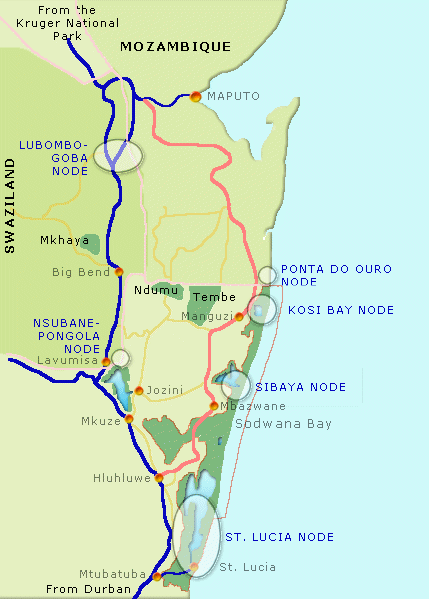 From the
Kruger National
Park
MOZAMBIQUE
MAPUTO
LUBOMBO-
GOBA
NODE
SWAZILAND
Mkhaya
Big Bend
PONTA DO OURO
NODE
Ndumu
Tembe
KOSI BAY NODE
Manguzi
NSUBANE-
PONGOLA
NODE
Lavumisa
Jozini
SIBAYA NODE
Mbazwane
Mkuze
Sodwana Bay
Hluhluwe
ST. LUCIA NODE
St. Lucia
Mtubatuba
From Durban